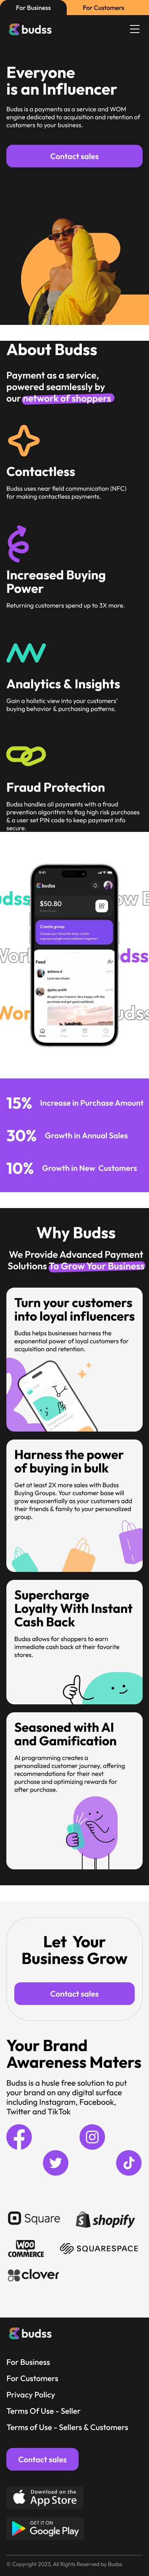 For Business
For Customers
budss
Everyone
is an Influencer
Budss is a payments as a service and WOM
engine dedicated to acquisition and retention of
customers to your business.
Contact sales
About Budss
Payment as a service,
powered seamlessly by
our network of shoppers
Contactless
Budss uses near field communication (NFC)
for making contactless payments.
Increased Buying
Power
Returning customers spend up to 3X more.
Analytics & Insights
Gain a holistic view into your customers'
buying behavior & purchasing patterns.
Fraud Protection
Budss handles all payments with a fraud
prevention algorithm to flag high risk purchases
& a user set PIN code to keep payment info
secure.
budss
$50.80
Create group
Feed
15% Increase in Purchase Amount
30% Growth in Annual Sales
10% Growth in New Customers
Why Budss
We Provide Advanced Payment
Solutions To Grow Your Business
Turn your customers
into loyal influencers
Budss helps businesses harness the
exponential power of loyal customers for
acquisition and retention.
Harness the power
of buying in bulk
Get at least 2X more sales with Budss
Buying Groups. Your customer base will
grow exponentially as your customers add
their friends & family to your personalized
group.
Supercharge
Loyalty With Instant
Cash Back
Budss allows for shoppers to earn
immediate cash back at their favorite
stores.
Seasoned with AI
and Gamification
AI programming creates a
personalized customer journey, offering
recommendations for their next
purchase and optimizing rewards for
after purchase.
Let Your
Business Grow
Contact sales
Your Brand
Awareness Maters
Budss is a husle free solution to put
your brand on any digital surface
including Instagram, Facebook,
Twitter and TikTok
Square
shopify
WOO
COMMERCE
SQUARESPACE
clover
budss
For Business
For Customers
Privacy Policy
Terms Of Use - Seller
Terms of Use - Sellers & Customers
Contact sales
Download on the
App Store
GET IT ON
Google Play
© Copyright 2023, All Rights Reserved by Budss